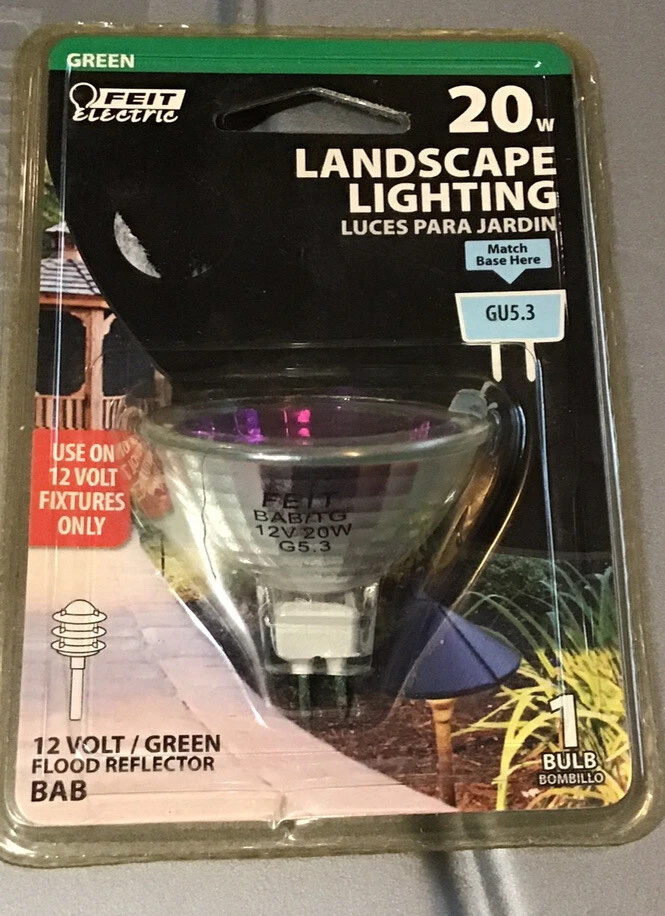 GREEN
FEIT
Electric
20W
LANDSCAPE
LIGHTING
LUCES PARA JARDIN
Match
Base Here
GU5.3
USE ON
12 VOLT
FIXTURES
ONLY
FEIT
BAB/TG
12V 20W
G5.3
12 VOLT / GREEN
FLOOD REFLECTOR
BAB
1
BULB
BOMBILLO